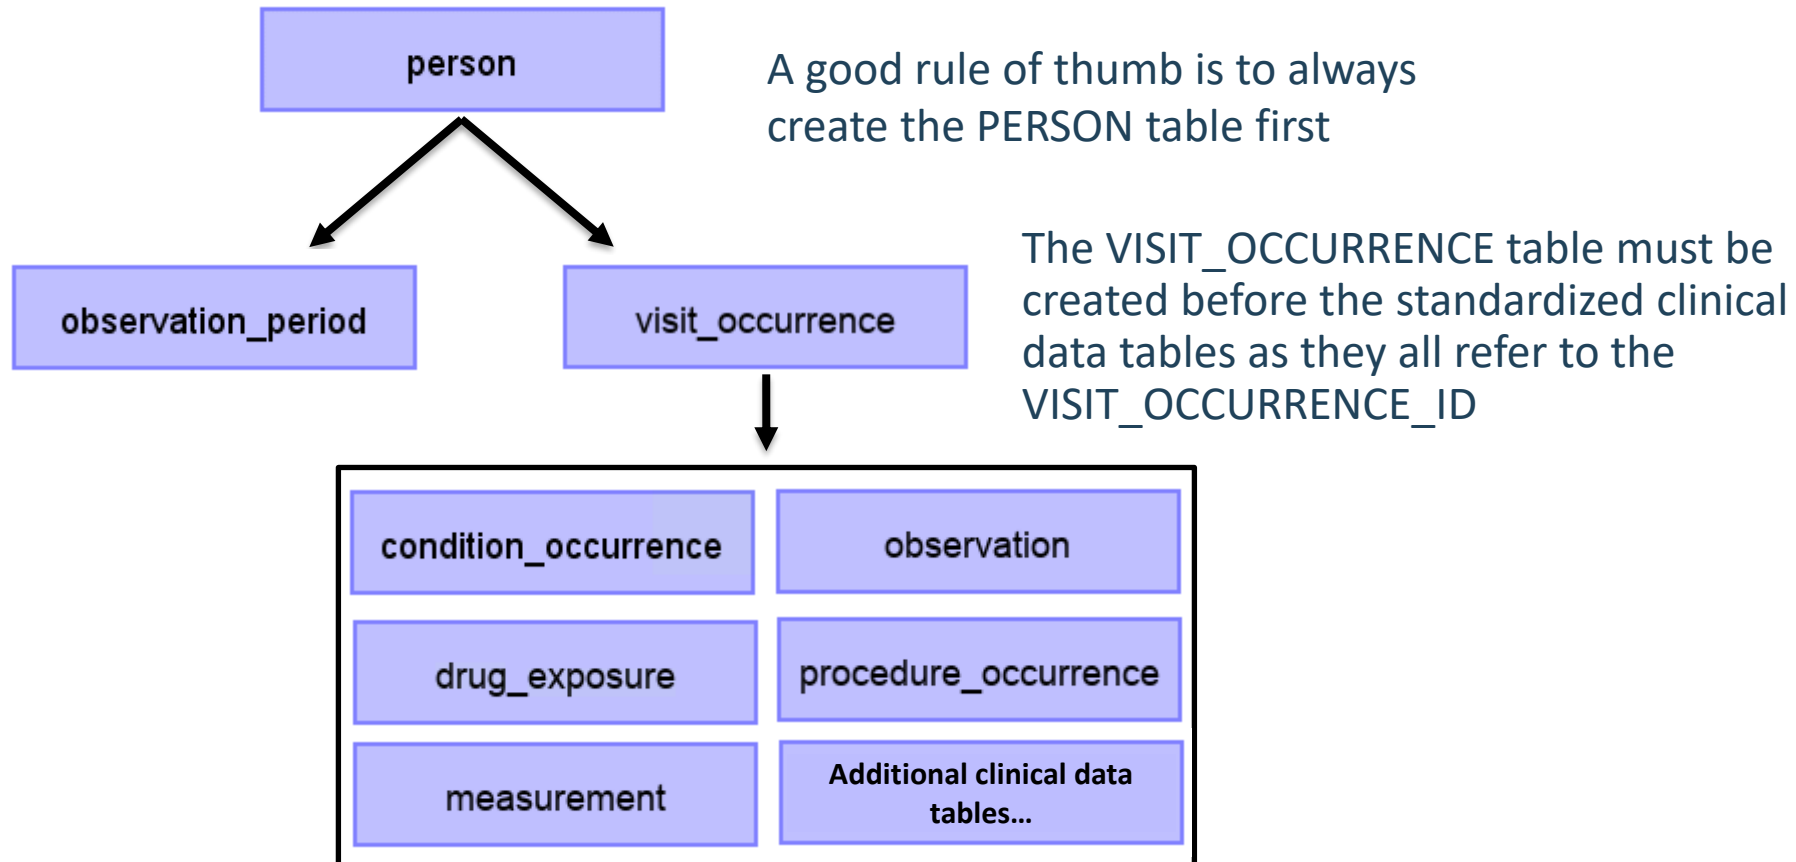 person
A good rule of thumb is to always
create the PERSON table first
The VISIT_OCCURRENCE table must be
created before the standardized clinical
data tables as they all refer to the
VISIT_OCCURRENCE_ID
observation_period
visit_occurrence
condition_occurrence
observation
drug_exposure
procedure_occurrence
measurement
Additional clinical data
tables…